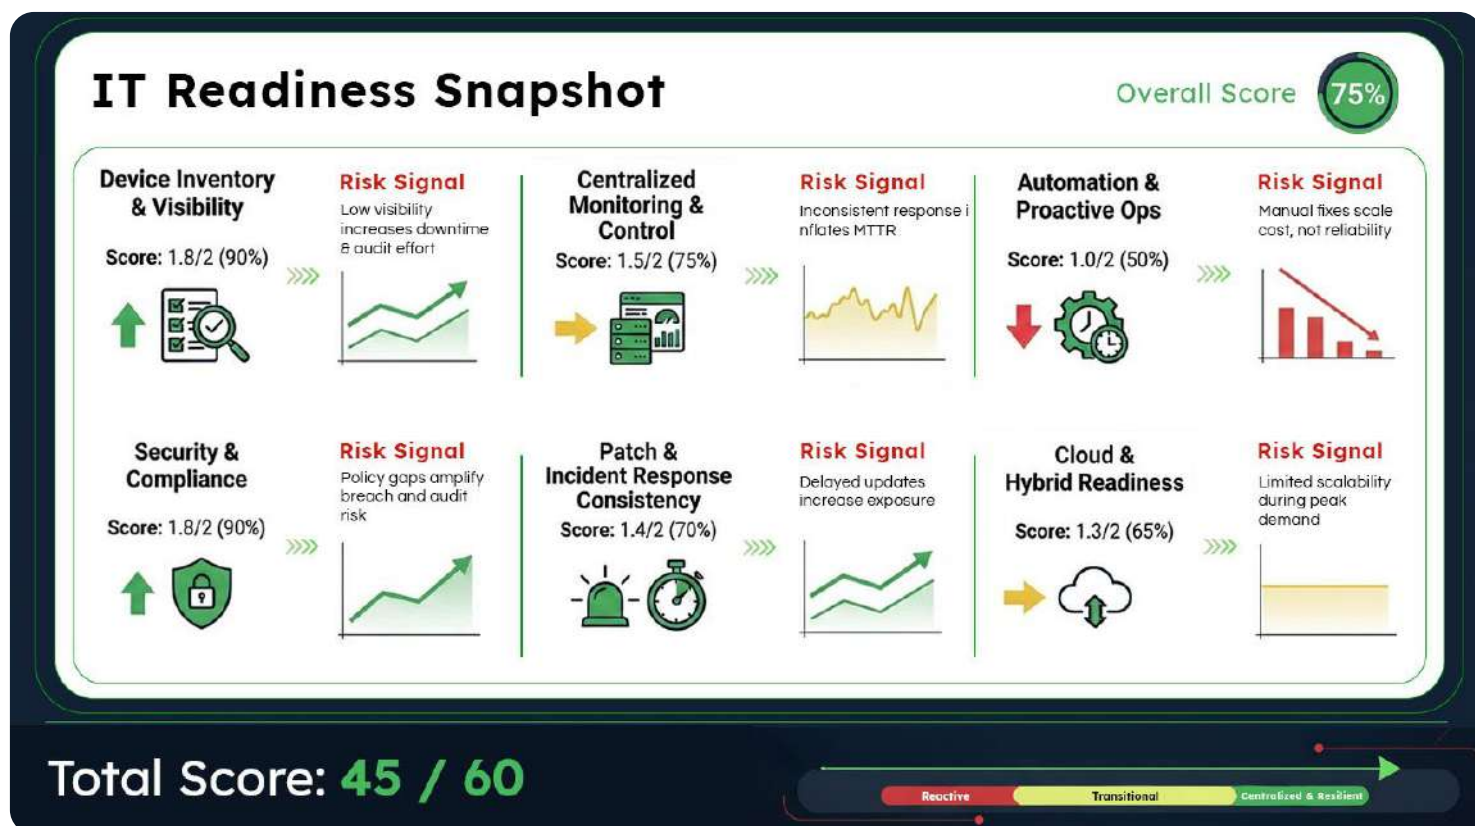 IT Readiness Snapshot
Overall Score
75%
Device Inventory
& Visibility
Score: 1.8/2 (90%)
Risk Signal
Low visibility
increases downtime
& audit effort
Centralized
Monitoring &
Control
Score: 1.5/2 (75%)
Risk Signal
Inconsistent response i
nflates MTTR
Automation &
Proactive Ops
Score: 1.0/2 (50%)
Risk Signal
Manual fixes scale
cost, not reliability
Security &
Compliance
Score: 1.8/2 (90%)
Risk Signal
Policy gaps amplify
breach and audit
risk
Patch &
Incident Response
Consistency
Score: 1.4/2 (70%)
Risk Signal
Delayed updates
increase exposure
Cloud &
Hybrid Readiness
Score: 1.3/2 (65%)
Risk Signal
Limited scalability
during peak
demand
Total Score: 45 / 60
Reactive
Transitional
Centralized & Resilient